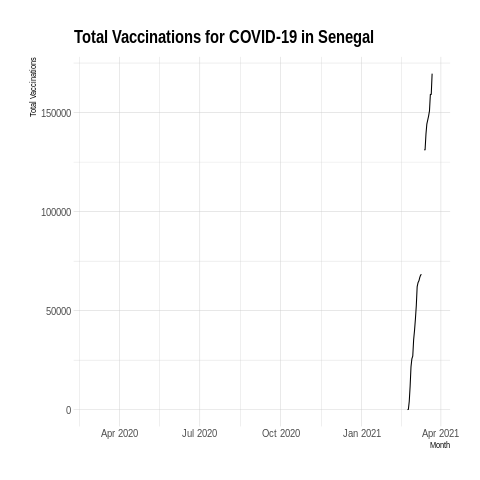 Total Vaccinations for COVID-19 in Senegal
Total Vaccinations
150000
100000
50000
0
Apr 2020 Jul 2020 Oct 2020 Jan 2021 Apr 2021
Month